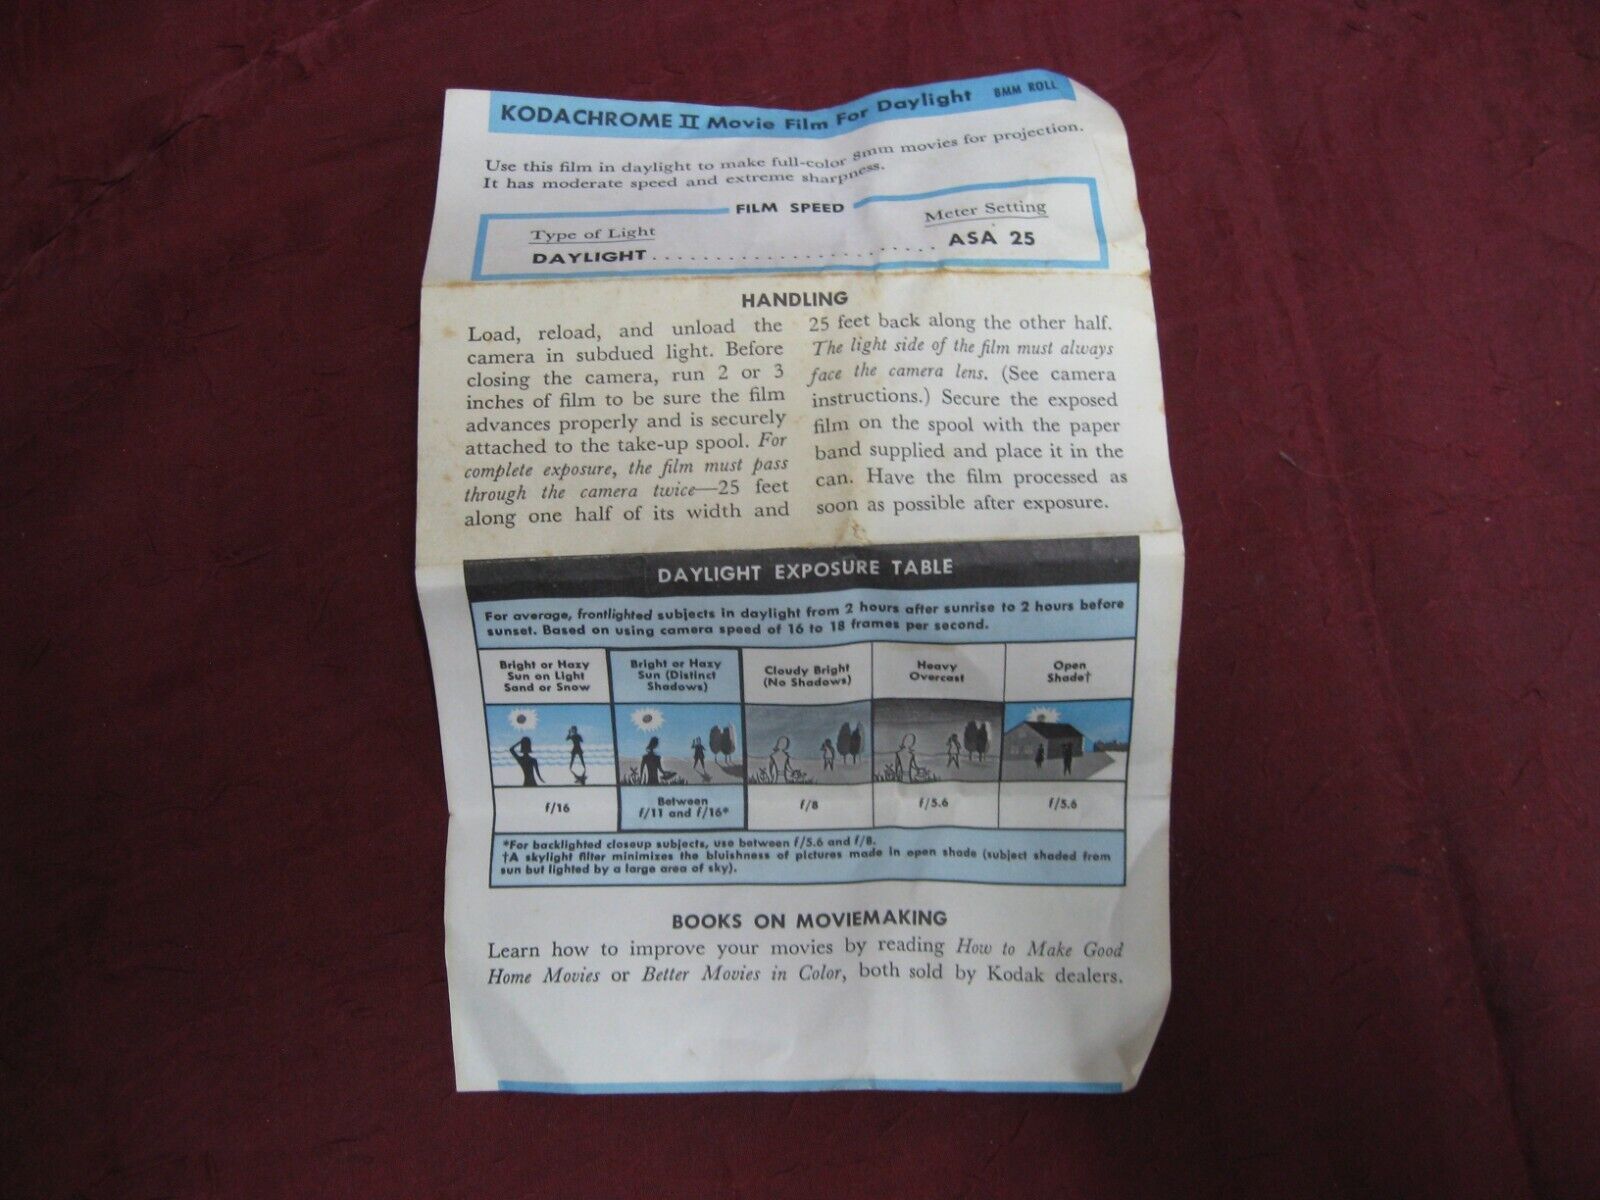 KODACHROME II Movie Film For Daylight 8MM ROLL
Use this film in daylight to make full-color 8mm movies for projection.
It has moderate speed and extreme sharpness.
FILM SPEED
Type of Light Meter Setting
DAYLIGHT ...................... ASA 25
HANDLING
Load, reload, and unload the
camera in subdued light. Before
closing the camera, run 2 or 3
inches of film to be sure the film
advances properly and is securely
attached to the take-up spool. For
complete exposure, the film must pass
through the camera twice—25 feet
along one half of its width and
25 feet back along the other half.
The light side of the film must always
face the camera lens. (See camera
instructions.) Secure the exposed
film on the spool with the paper
band supplied and place it in the
can. Have the film processed as
soon as possible after exposure.
DAYLIGHT EXPOSURE TABLE
For average, frontlighted subjects in daylight from 2 hours after sunrise to 2 hours before
sunset. Based on using camera speed of 16 to 18 frames per second.
Bright or Hazy
Sun on Light
Sand or Snow
Bright or Hazy
Sun (Distinct
Shadows)
Cloudy Bright
(No Shadows)
Heavy
Overcast
Open
Shade†
f/16
Between
f/11 and f/16*
f/8
f/5.6
f/5.6
*For backlighted closeup subjects, use between f/5.6 and f/8.
†A skylight filter minimizes the bluishness of pictures made in open shade (subject shaded from
sun but lighted by a large area of sky).
BOOKS ON MOVIEMAKING
Learn how to improve your movies by reading How to Make Good
Home Movies or Better Movies in Color, both sold by Kodak dealers.